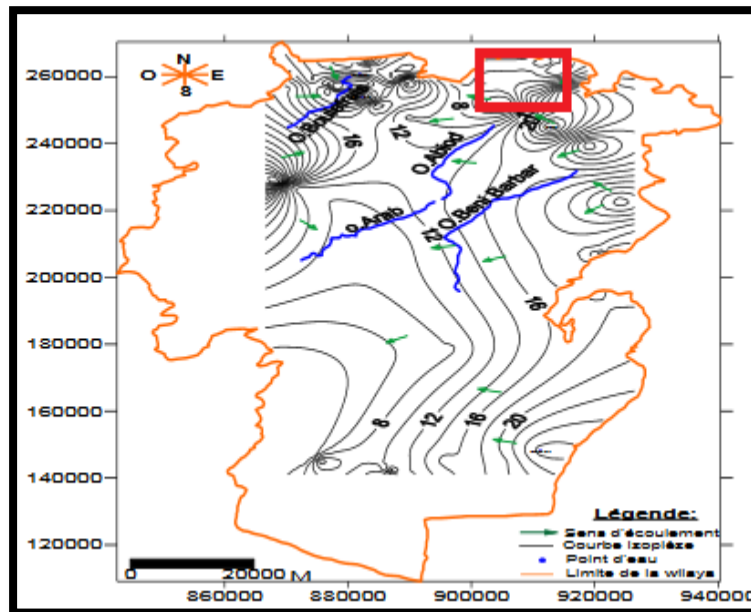 N
O E
S
260000
240000
220000
200000
180000
160000
140000
120000
860000 880000 900000 920000 940000
0 20000 M
8
12
16
20
O.Abiod
O.Beni Barbar
o.Arab
12
16
8
12
16
20
Légende:
Sens d'écoulement
Courbe izopièze
Point d'eau
Limite de la wilaya